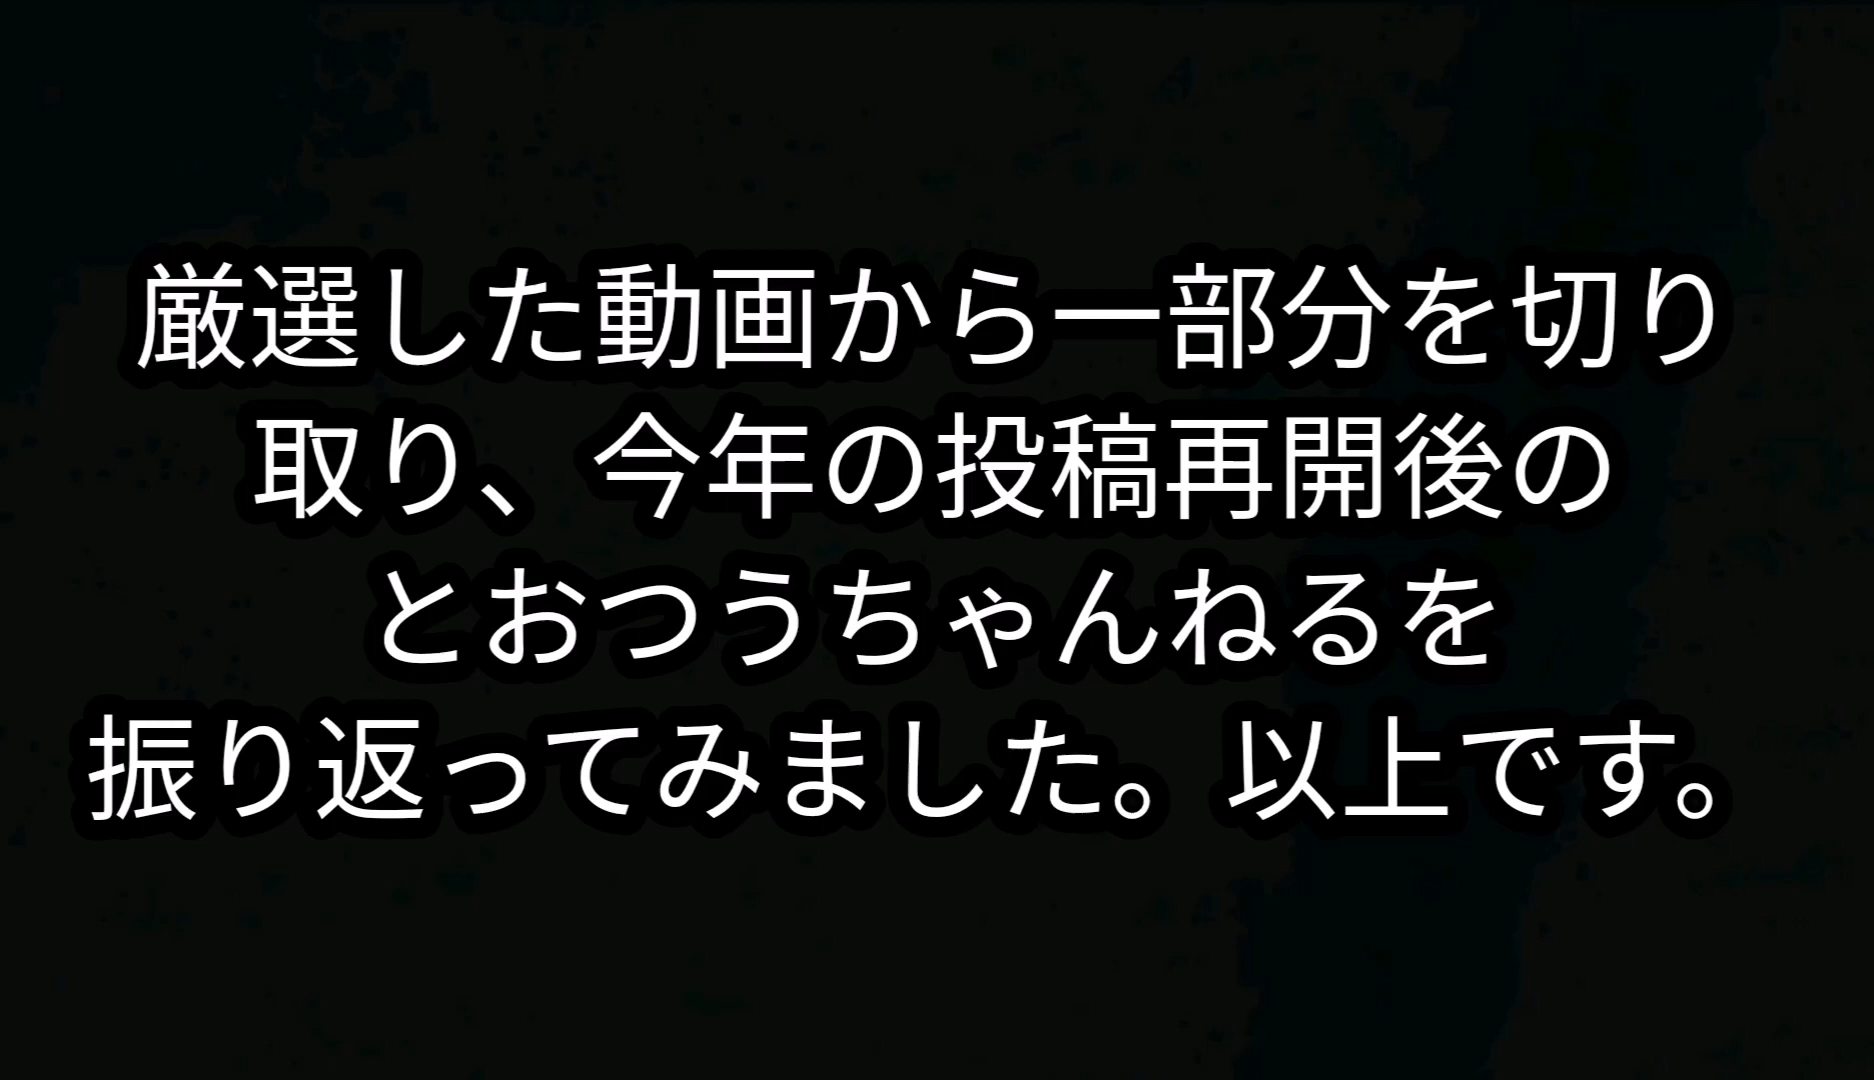 厳選した動画から一部分を切り
取り、今年の投稿再開後の
とおつうちゃんねるを
振り返ってみました。以上です。